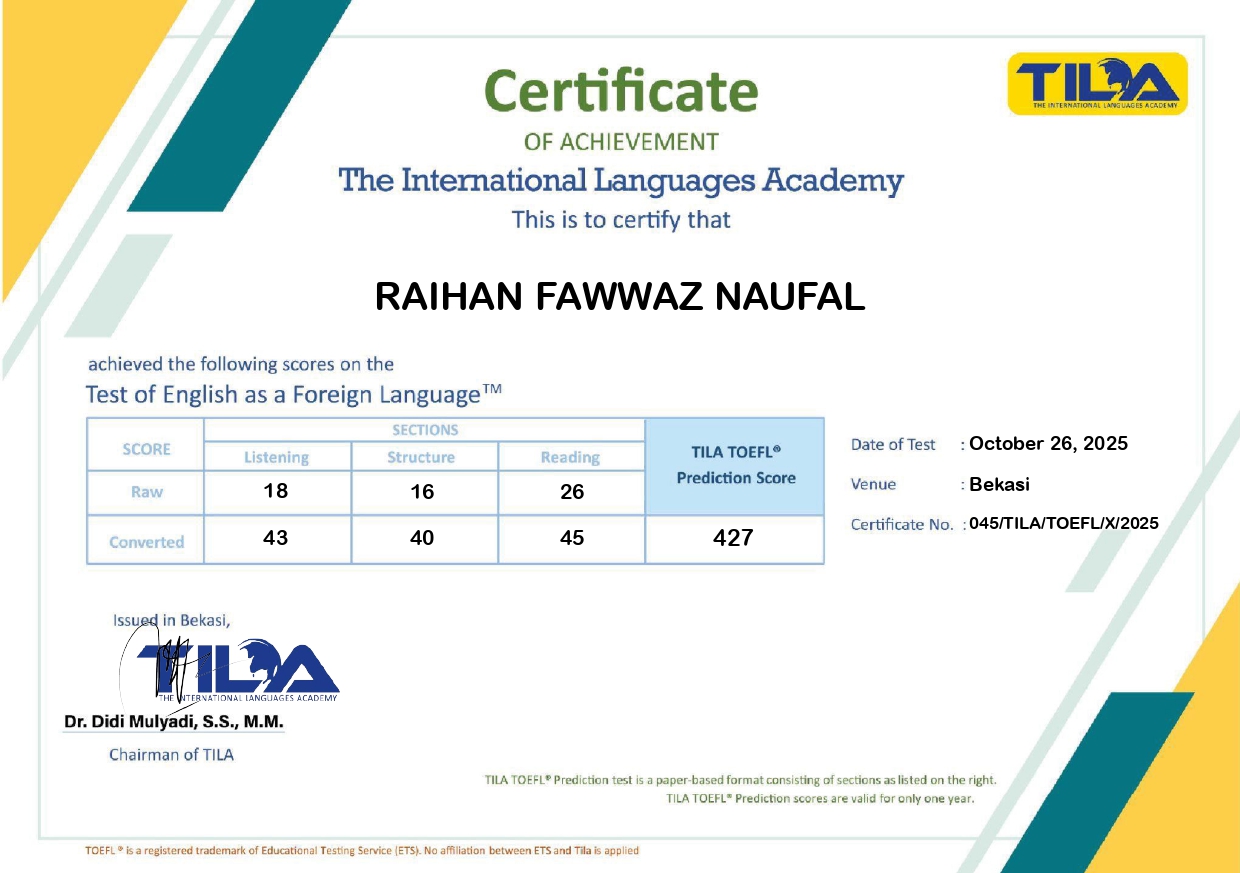 TILA
THE INTERNATIONAL LANGUAGES ACADEMY
Certificate
OF ACHIEVEMENT
The International Languages Academy
This is to certify that
RAIHAN FAWWAZ NAUFAL
achieved the following scores on the
Test of English as a Foreign Language™
SCORE SECTIONS TILA TOEFL® Prediction Score
Listening Structure Reading
Raw 18 16 26
Converted 43 40 45 427
Date of Test : October 26, 2025
Venue : Bekasi
Certificate No. : 045/TILA/TOEFL/X/2025
Issued in Bekasi,
TILA
THE INTERNATIONAL LANGUAGES ACADEMY
Dr. Didi Mulyadi, S.S., M.M.
Chairman of TILA
TILA TOEFL® Prediction test is a paper-based format consisting of sections as listed on the right.
TILA TOEFL® Prediction scores are valid for only one year.
TOEFL ® is a registered trademark of Educational Testing Service (ETS). No affiliation between ETS and Tila is applied